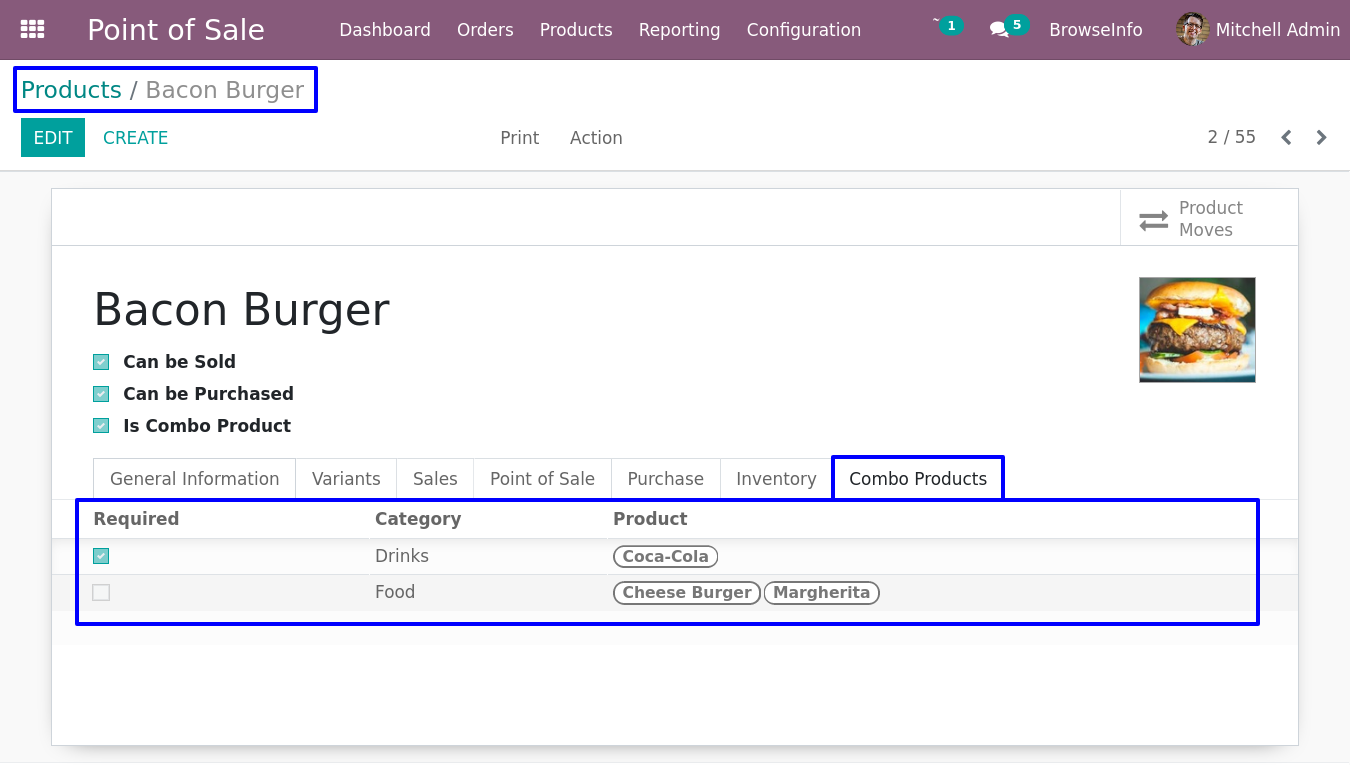 Point of Sale Dashboard Orders Products Reporting Configuration 1 5 BrowseInfo Mitchell Admin
Products / Bacon Burger
EDIT CREATE Print Action 2 / 55
Product
Moves
Bacon Burger
Can be Sold
Can be Purchased
Is Combo Product
General Information Variants Sales Point of Sale Purchase Inventory Combo Products
Required Category Product
Drinks Coca-Cola
Food Cheese Burger Margherita